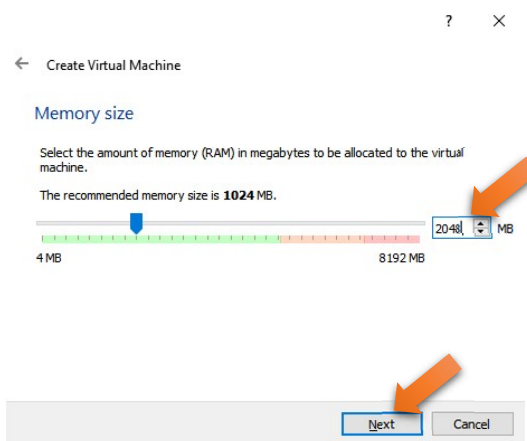 ?
Create Virtual Machine
Memory size
Select the amount of memory (RAM) in megabytes to be allocated to the virtual
machine.
The recommended memory size is 1024 MB.
2048 MB
4 MB 8192 MB
Next Cancel